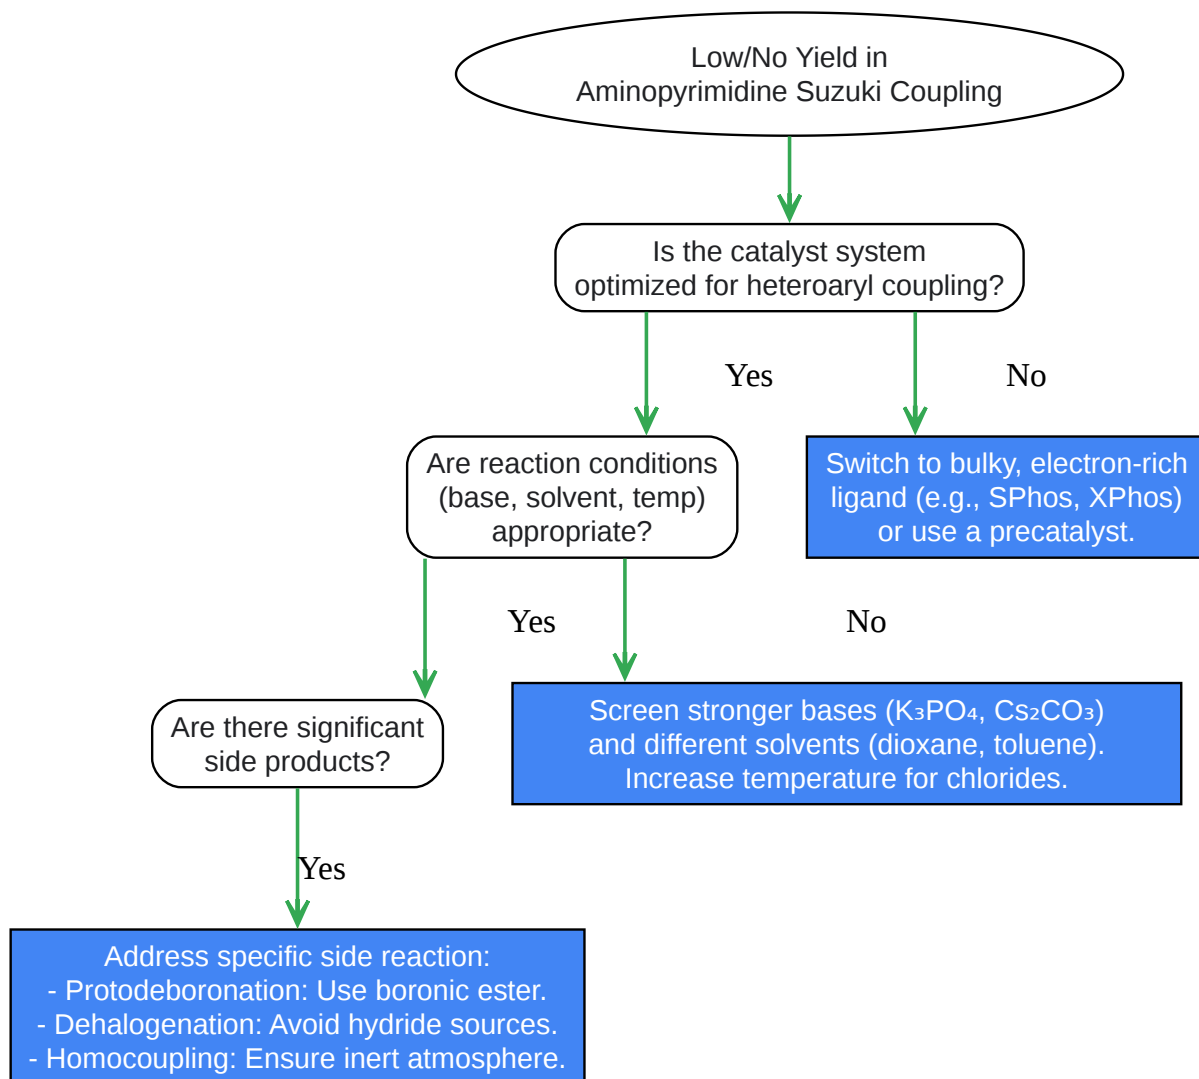 Low/No Yield in
Aminopyrimidine Suzuki Coupling
Is the catalyst system
optimized for heteroaryl coupling?
Yes
No
Are reaction conditions
(base, solvent, temp)
appropriate?
Switch to bulky, electron-rich
ligand (e.g., SPhos, XPhos)
or use a precatalyst.
Yes
No
Are there significant
side products?
Screen stronger bases (K₃PO₄, Cs₂CO₃)
and different solvents (dioxane, toluene).
Increase temperature for chlorides.
Yes
Address specific side reaction:
- Protodeboronation: Use boronic ester.
- Dehalogenation: Avoid hydride sources.
- Homocoupling: Ensure inert atmosphere.